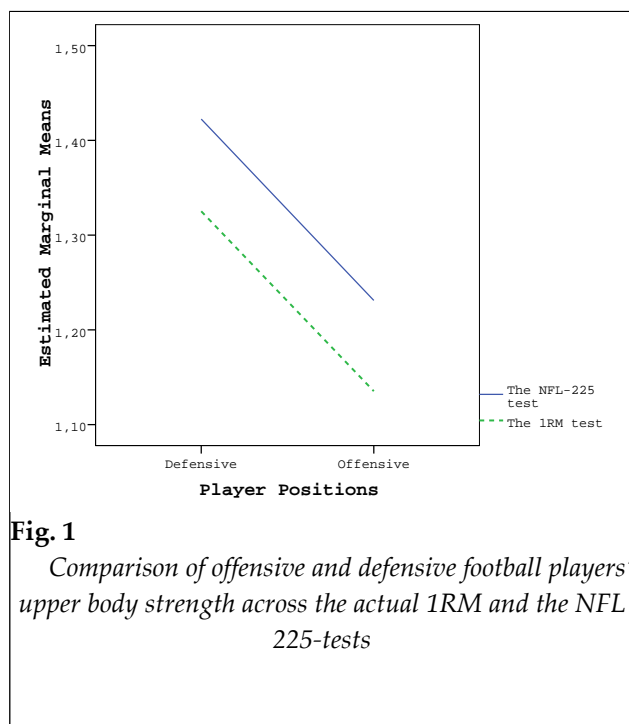 1,50
1,40
1,30
1,20
1,10
Estimated Marginal Means
Defensive
Offensive
Player Positions
The NFL-225
test
The 1RM test
Fig. 1
Comparison of offensive and defensive football players'
upper body strength across the actual 1RM and the NFL
225-tests